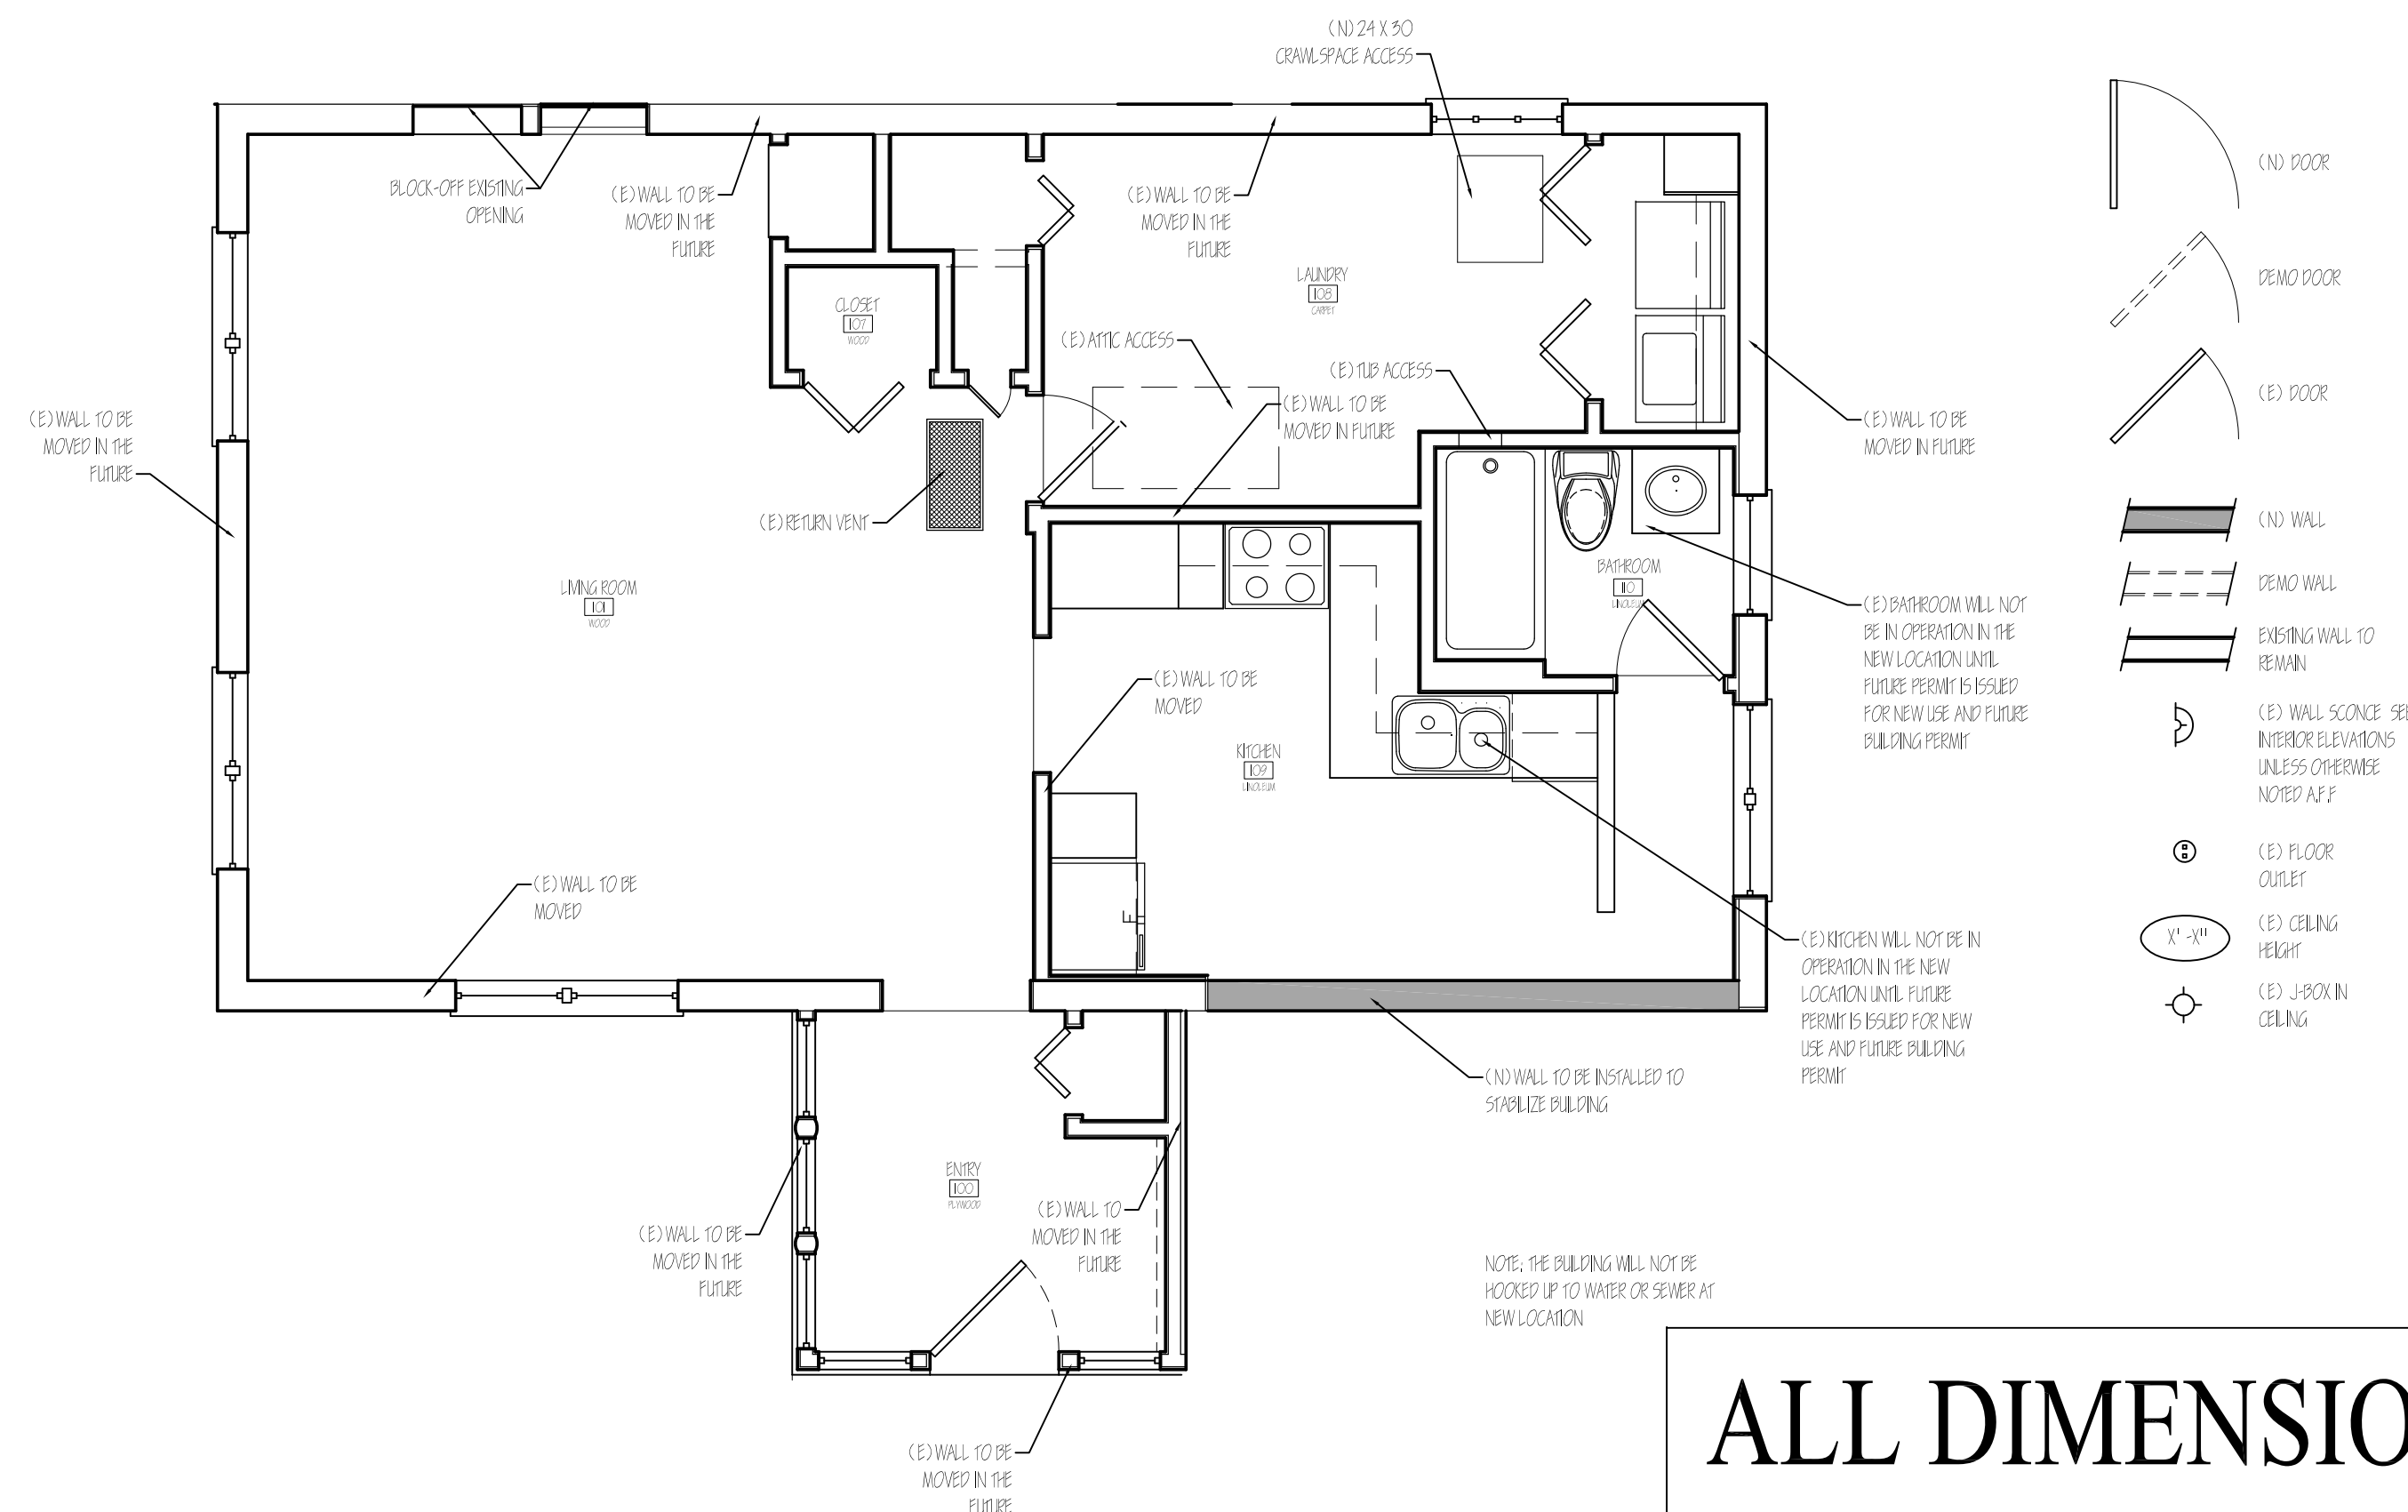 (N) 24 X 30
CRAWLSPACE ACCESS
BLOCK-OFF EXISTING
OPENING
(E) WALL TO BE
MOVED IN THE
FUTURE
(E) WALL TO BE
MOVED IN THE
FUTURE
LAUNDRY
108
CARPET
CLOSET
107
WOOD
(E) ATTIC ACCESS
(E) TUB ACCESS
(E) WALL TO BE
MOVED IN FUTURE
(E) WALL TO BE
MOVED IN THE
FUTURE
(E) WALL TO BE
MOVED IN FUTURE
(E) RETURN VENT
LIVING ROOM
101
WOOD
BATHROOM
110
LINOLEUM
(E) BATHROOM WILL NOT
BE IN OPERATION IN THE
NEW LOCATION UNTIL
FUTURE PERMIT IS ISSUED
FOR NEW USE AND FUTURE
BUILDING PERMIT
(E) WALL TO BE
MOVED
KITCHEN
109
LINOLEUM
F
(E) WALL TO BE
MOVED
(E) KITCHEN WILL NOT BE IN
OPERATION IN THE NEW
LOCATION UNTIL FUTURE
PERMIT IS ISSUED FOR NEW
USE AND FUTURE BUILDING
PERMIT
(N) WALL TO BE INSTALLED TO
STABILIZE BUILDING
ENTRY
100
PLYWOOD
(E) WALL TO
MOVED IN THE
FUTURE
(E) WALL TO BE
MOVED IN THE
FUTURE
(E) WALL TO BE
MOVED IN THE
FUTURE
NOTE: THE BUILDING WILL NOT BE
HOOKED UP TO WATER OR SEWER AT
NEW LOCATION
(N) DOOR
DEMO DOOR
(E) DOOR
(N) WALL
DEMO WALL
EXISTING WALL TO
REMAIN
(E) WALL SCONCE SEE
INTERIOR ELEVATIONS
UNLESS OTHERWISE
NOTED A.F.F
(E) FLOOR
OUTLET
X'-X"
(E) CEILING
HEIGHT
(E) J-BOX IN
CEILING
ALL DIMENSIO